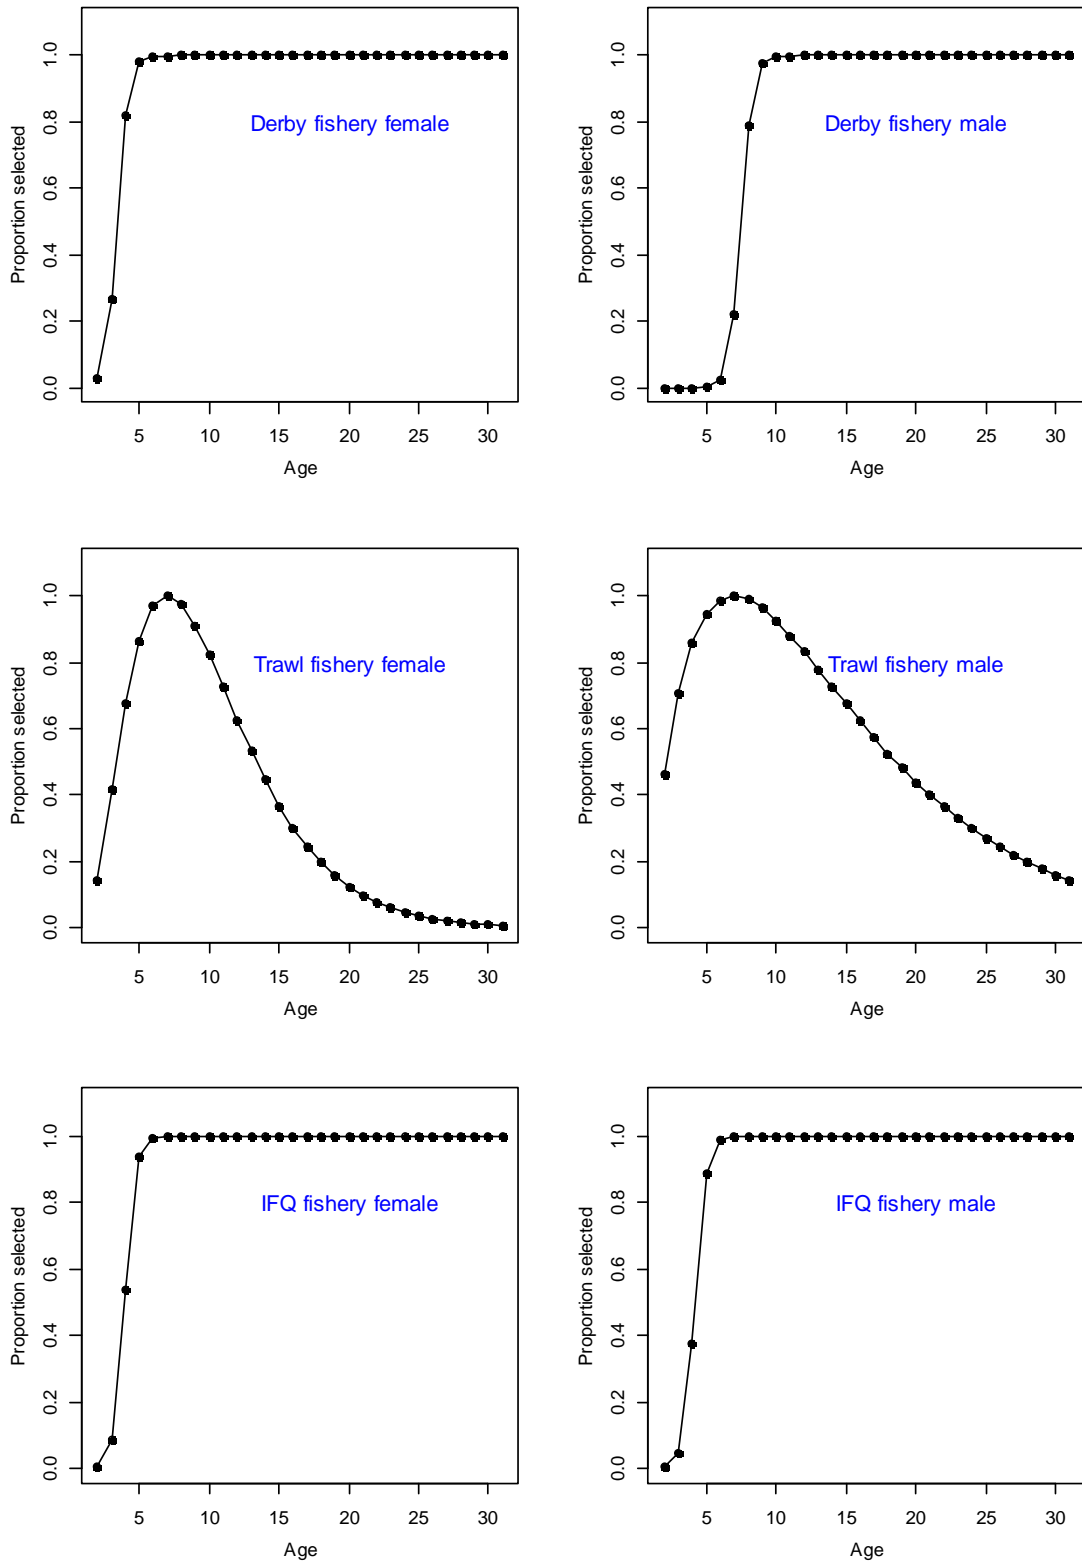 1.0
0.8
0.6
0.4
0.2
0.0
Proportion selected
Derby fishery female
5 10 15 20 25 30
Age
1.0
0.8
0.6
0.4
0.2
0.0
Proportion selected
Derby fishery male
5 10 15 20 25 30
Age
1.0
0.8
0.6
0.4
0.2
0.0
Proportion selected
Trawl fishery female
5 10 15 20 25 30
Age
1.0
0.8
0.6
0.4
0.2
0.0
Proportion selected
Trawl fishery male
5 10 15 20 25 30
Age
1.0
0.8
0.6
0.4
0.2
0.0
Proportion selected
IFQ fishery female
5 10 15 20 25 30
Age
1.0
0.8
0.6
0.4
0.2
0.0
Proportion selected
IFQ fishery male
5 10 15 20 25 30
Age